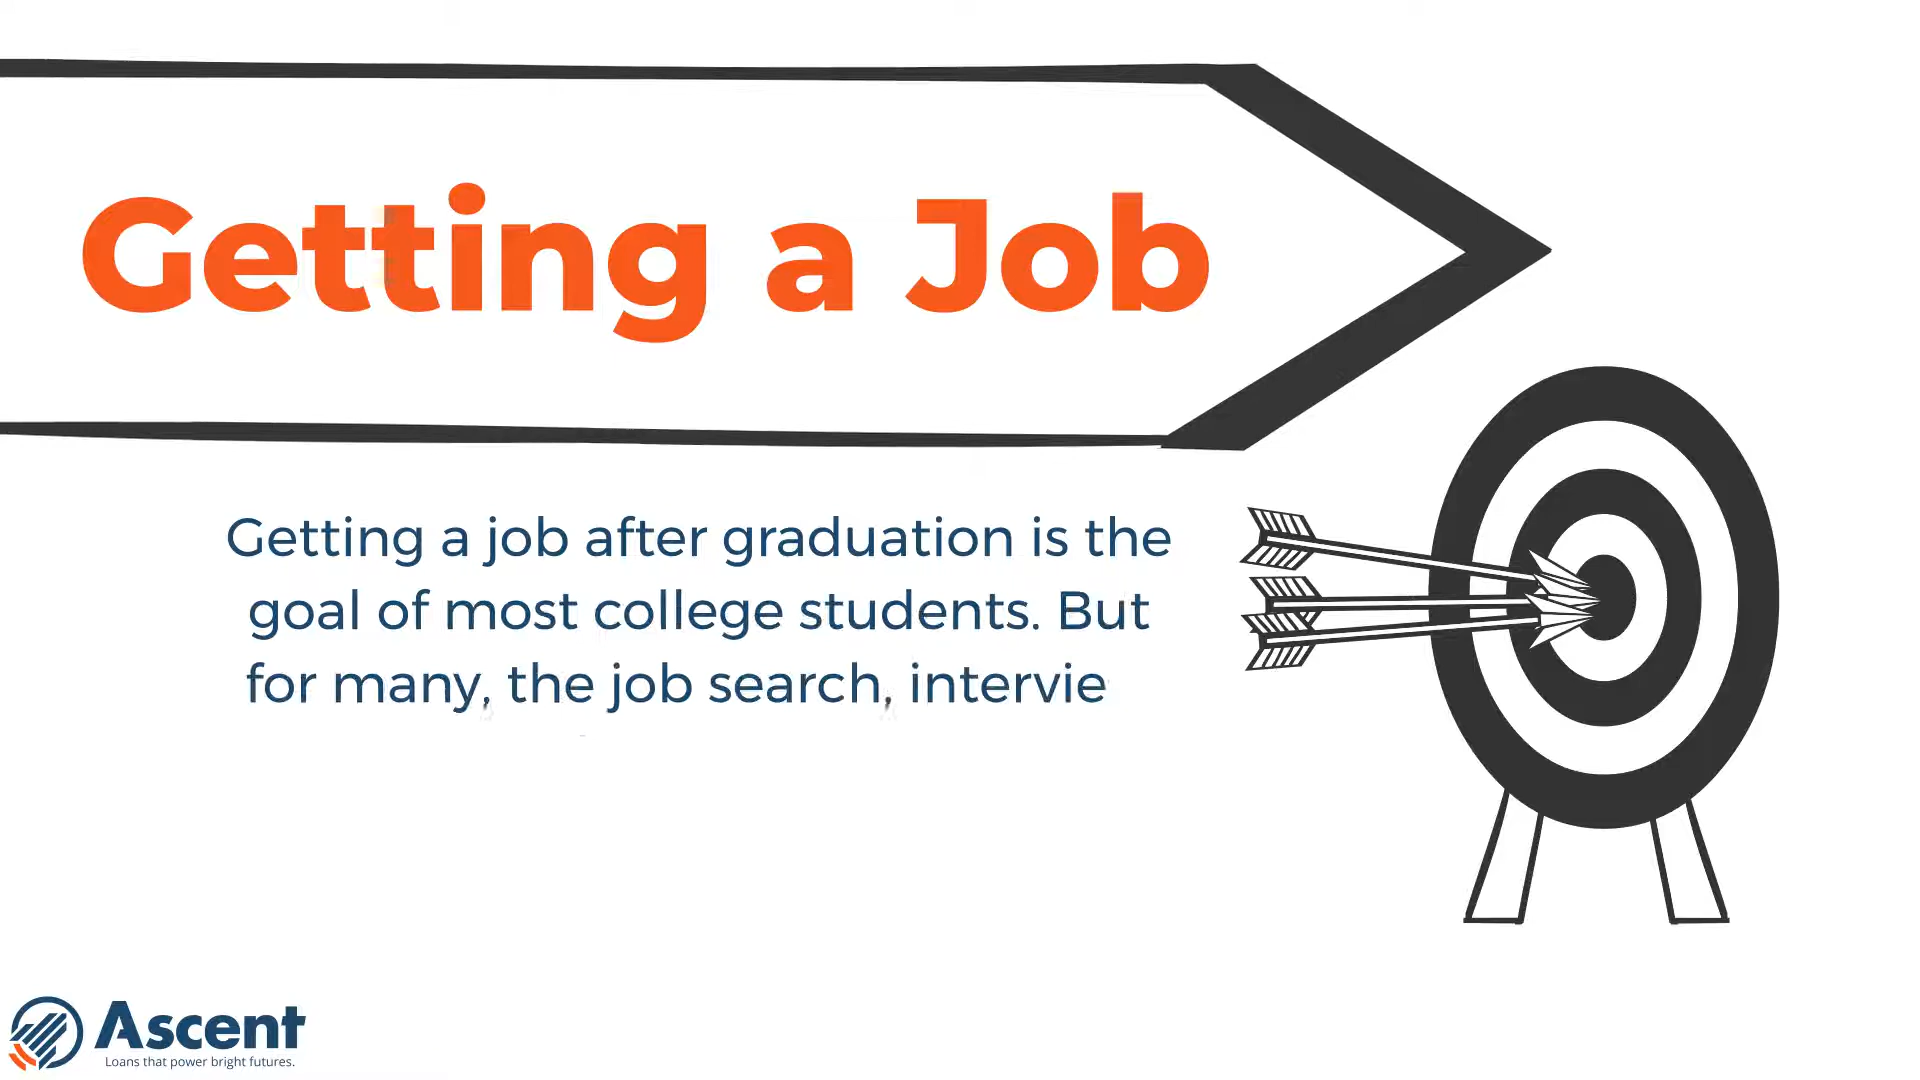 Getting a Job
Getting a job after graduation is the
goal of most college students. But
for many, the job search, intervie
Ascent
Loans that power bright futures.